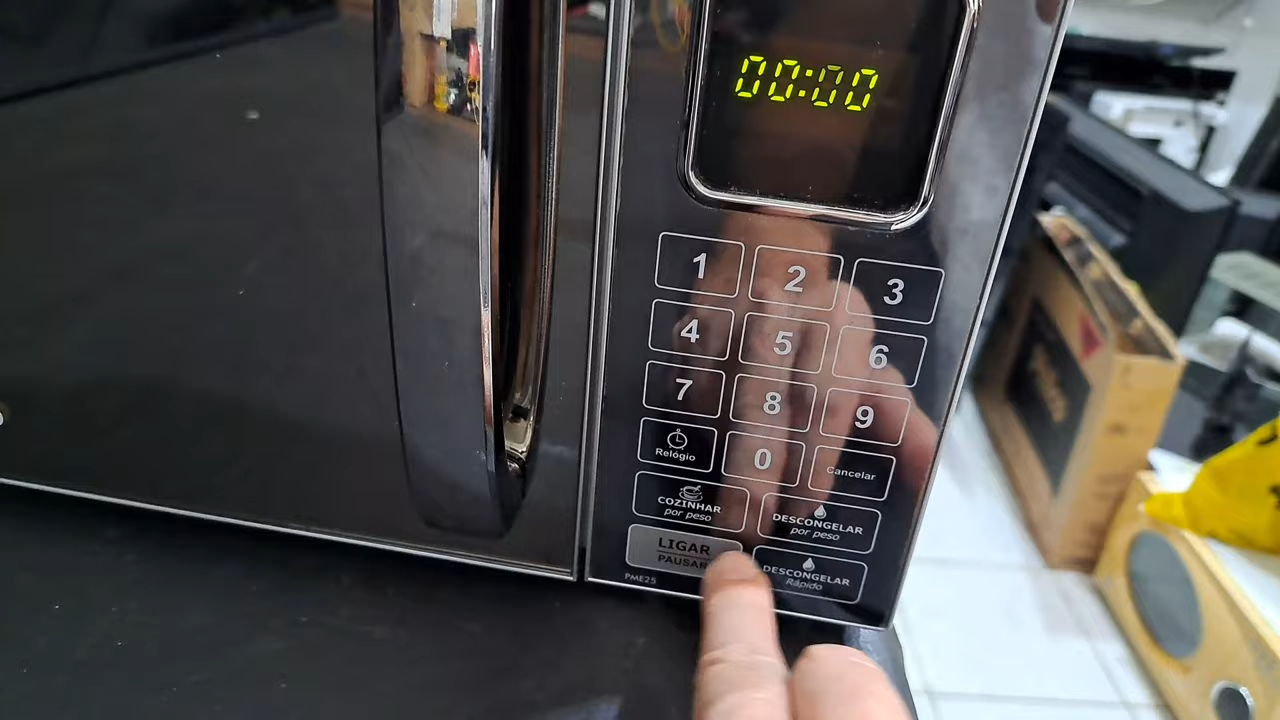 00:00
1 2 3
4 5 6
7 8 9
Relógio 0 Cancelar
COZINHAR
por peso
DESCONGELAR
por peso
LIGAR
PAUSAR
DESCONGELAR
Rápido
PME25